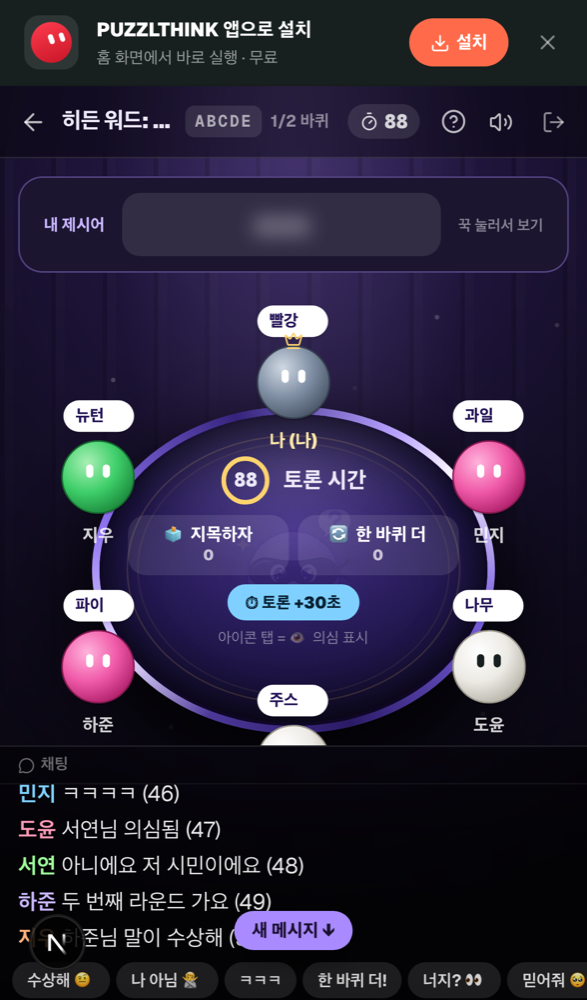 PUZZLTHINK 앱으로 설치
홈 화면에서 바로 실행 · 무료
설치
히든 워드: ...
ABCDE
1/2 바퀴
88
내 제시어
꾹 눌러서 보기
빨강
나 (나)
뉴턴
지우
과일
민지
88 토론 시간
지목하자
0
한 바퀴 더
0
토론 +30초
아이콘 탭 = 의심 표시
파이
하준
나무
도윤
주스
채팅
민지 ㅋㅋㅋㅋ (46)
도윤 서연님 의심됨 (47)
서연 아니에요 저 시민이에요 (48)
하준 두 번째 라운드 가요 (49)
하준님 말이 수상해
새 메시지 ↓
N
수상해
나 아님
ㅋㅋㅋ
한 바퀴 더!
너지?
믿어줘